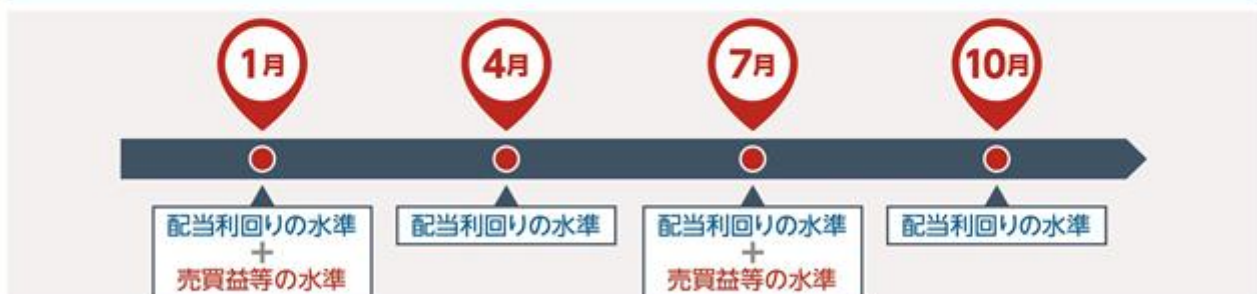 1月
4月
7月
10月
配当利回りの水準
+
売買益等の水準
配当利回りの水準
配当利回りの水準
+
売買益等の水準
配当利回りの水準